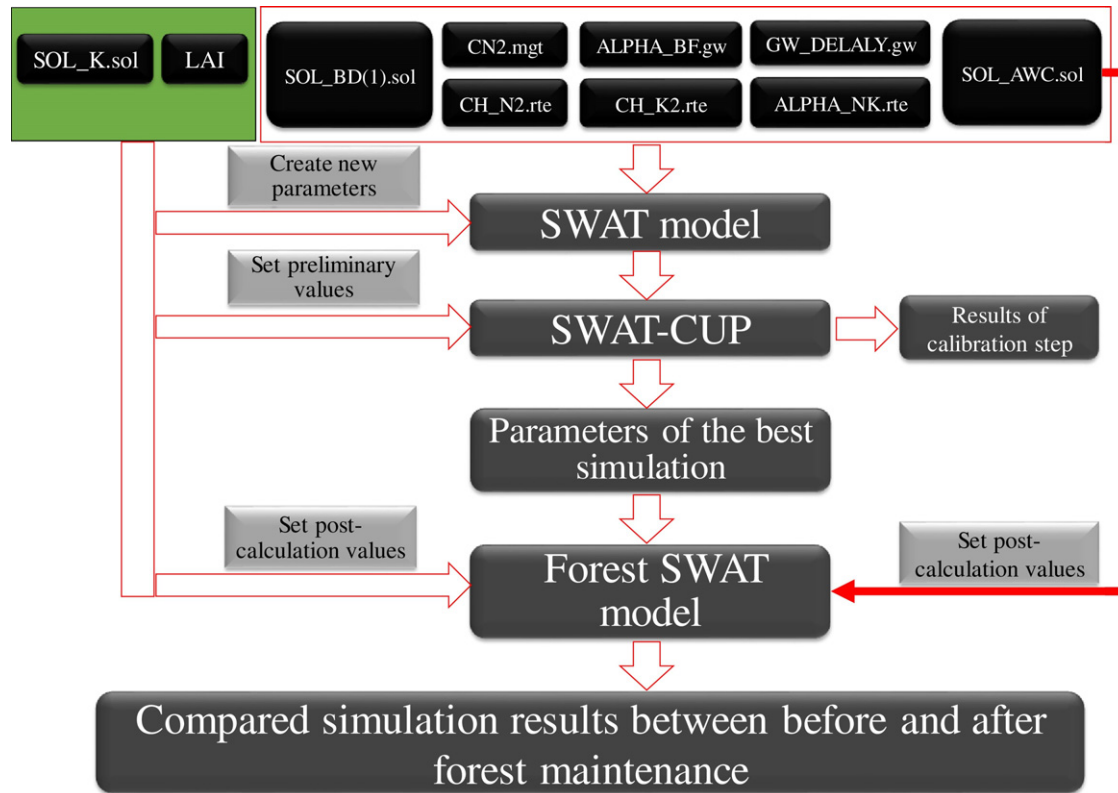 SOL_K.sol
LAI
SOL_BD(1).sol
CN2.mgt
ALPHA_BF.gw
GW_DELALY.gw
CH_N2.rte
CH_K2.rte
ALPHA_NK.rte
SOL_AWC.sol
Create new
parameters
SWAT model
Set preliminary
values
SWAT-CUP
Results of
calibration step
Parameters of the best
simulation
Set post-
calculation values
Forest SWAT
model
Set post-
calculation values
Compared simulation results between before and after
forest maintenance